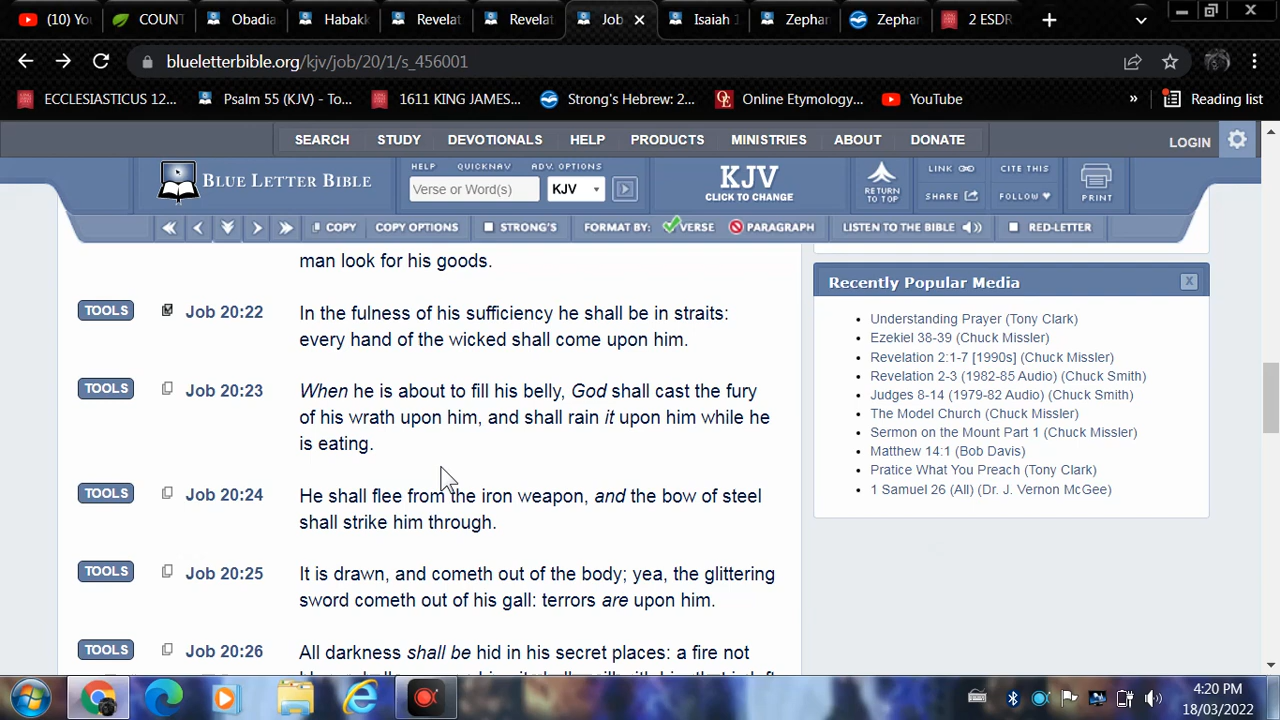 (10) You
COUNT
Obadia
Habakk
Revelat
Revelat
Job
Isaiah 1
Zephar
Zephar
2 ESDR
blueletterbible.org/kjv/job/20/1/s_456001
ECCLESIASTICUS 12...
Psalm 55 (KJV) - To...
1611 KING JAMES...
Strong's Hebrew: 2...
Online Etymology...
YouTube
»
Reading list
SEARCH STUDY DEVOTIONALS HELP PRODUCTS MINISTRIES ABOUT DONATE
LOGIN
BLUE LETTER BIBLE
HELP QUICKNAV ADV. OPTIONS
Verse or Word(s)
KJV
KJV
CLICK TO CHANGE
RETURN
TO TOP
LINK
CITE THIS
SHARE
FOLLOW
PRINT
COPY COPY OPTIONS STRONG'S FORMAT BY: VERSE PARAGRAPH LISTEN TO THE BIBLE RED-LETTER
man look for his goods.
TOOLS Job 20:22 In the fulness of his sufficiency he shall be in straits:
every hand of the wicked shall come upon him.
TOOLS Job 20:23 When he is about to fill his belly, God shall cast the fury
of his wrath upon him, and shall rain it upon him while he
is eating.
TOOLS Job 20:24 He shall flee from the iron weapon, and the bow of steel
shall strike him through.
TOOLS Job 20:25 It is drawn, and cometh out of the body; yea, the glittering
sword cometh out of his gall: terrors are upon him.
TOOLS Job 20:26 All darkness shall be hid in his secret places: a fire not
Recently Popular Media
Understanding Prayer (Tony Clark)
Ezekiel 38-39 (Chuck Missler)
Revelation 2:1-7 [1990s] (Chuck Missler)
Revelation 2-3 (1982-85 Audio) (Chuck Smith)
Judges 8-14 (1979-82 Audio) (Chuck Smith)
The Model Church (Chuck Missler)
Sermon on the Mount Part 1 (Chuck Missler)
Matthew 14:1 (Bob Davis)
Pratice What You Preach (Tony Clark)
1 Samuel 26 (All) (Dr. J. Vernon McGee)
4:20 PM
18/03/2022